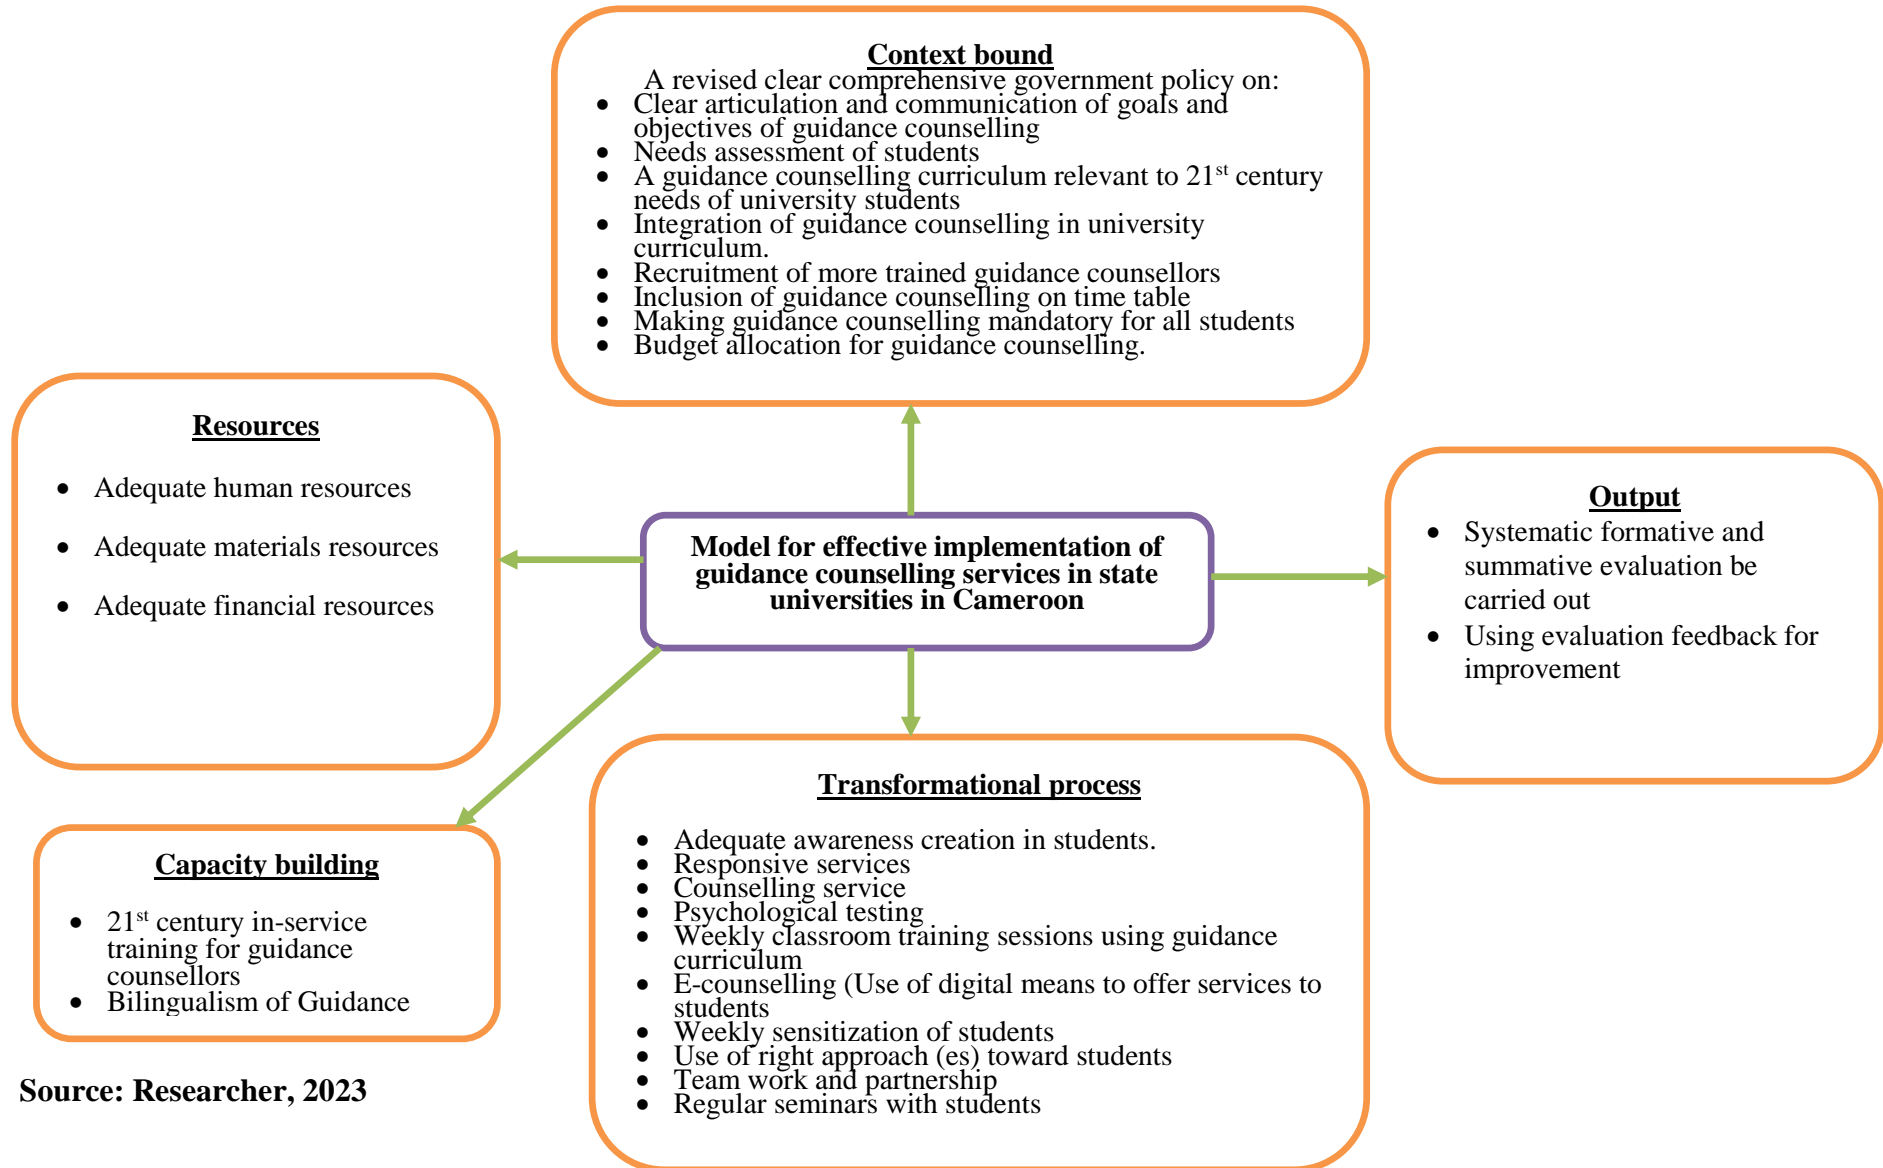 Context bound
A revised clear comprehensive government policy on:
• Clear articulation and communication of goals and
objectives of guidance counselling
• Needs assessment of students
• A guidance counselling curriculum relevant to 21st century
needs of university students
• Integration of guidance counselling in university
curriculum.
• Recruitment of more trained guidance counsellors
• Inclusion of guidance counselling on time table
• Making guidance counselling mandatory for all students
• Budget allocation for guidance counselling.
Resources
• Adequate human resources
• Adequate materials resources
• Adequate financial resources
Model for effective implementation of
guidance counselling services in state
universities in Cameroon
Output
• Systematic formative and
summative evaluation be
carried out
• Using evaluation feedback for
improvement
Capacity building
• 21st century in-service
training for guidance
counsellors
• Bilingualism of Guidance
Transformational process
• Adequate awareness creation in students.
• Responsive services
• Counselling service
• Psychological testing
• Weekly classroom training sessions using guidance
curriculum
• E-counselling (Use of digital means to offer services to
students
• Weekly sensitization of students
• Use of right approach (es) toward students
• Team work and partnership
• Regular seminars with students
Source: Researcher, 2023